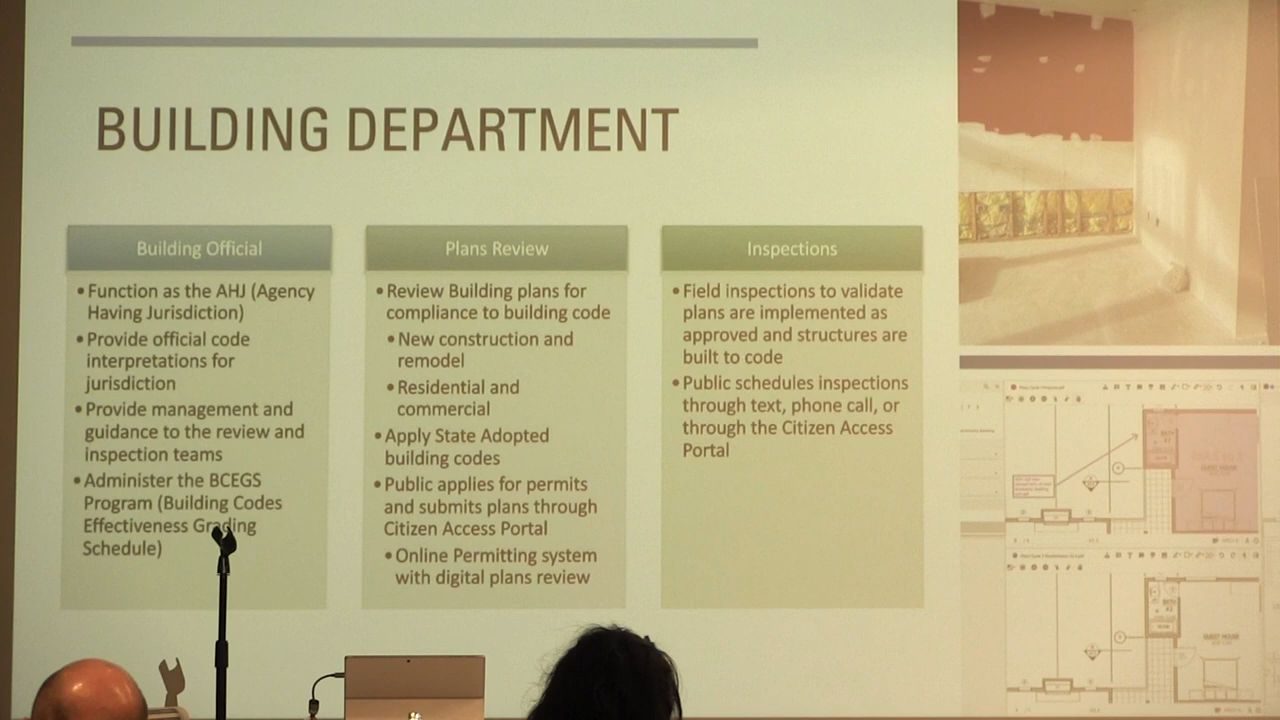 BUILDING DEPARTMENT
Building Official
• Function as the AHJ (Agency
Having Jurisdiction)
• Provide official code
interpretations for
jurisdiction
• Provide management and
guidance to the review and
inspection teams
• Administer the BCEGS
Program (Building Codes
Effectiveness Grading
Schedule)
Plans Review
• Review Building plans for
compliance to building code
• New construction and
remodel
• Residential and
commercial
• Apply State Adopted
building codes
• Public applies for permits
and submits plans through
Citizen Access Portal
• Online Permitting system
with digital plans review
Inspections
• Field inspections to validate
plans are implemented as
approved and structures are
built to code
• Public schedules inspections
through text, phone call, or
through the Citizen Access
Portal
BATH
GUEST HOUSE